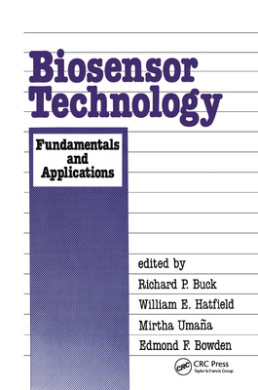 Biosensor
Technology
Fundamentals
and
Applications
edited by
Richard P. Buck
William E. Hatfield
Mirtha Umaña
Edmond F. Bowden
CRC Press
Taylor & Francis Group